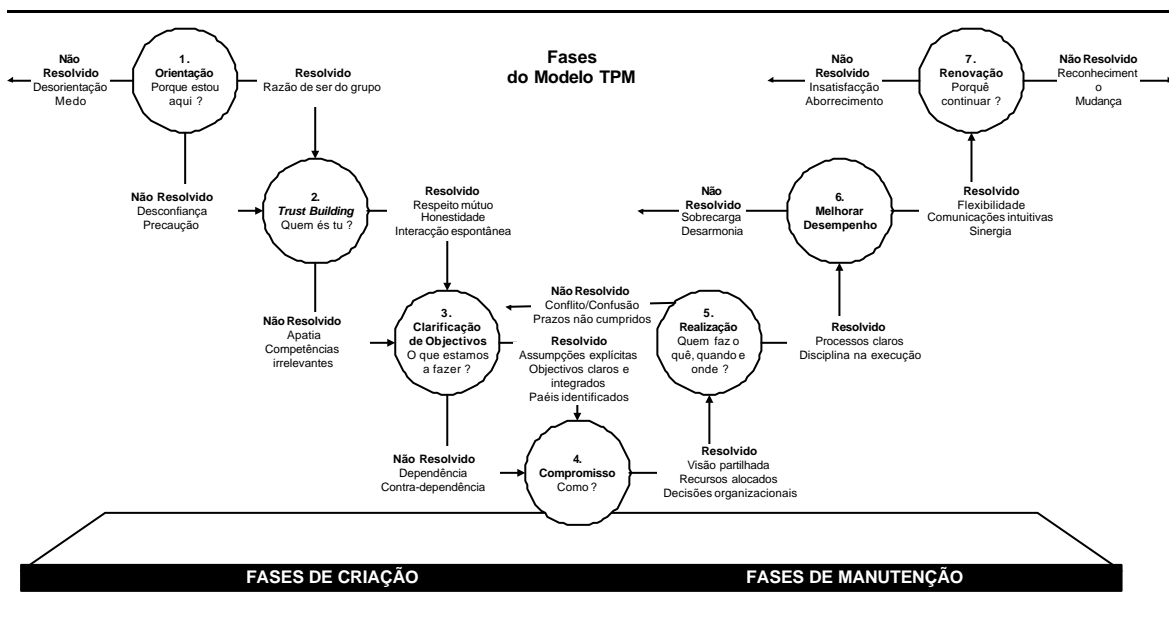 Fases
do Modelo TPM
Não
Resolvido
Desorientação
Medo
1.
Orientação
Porque estou
aqui ?
Resolvido
Razão de ser do grupo
Não Resolvido
Desconfiança
Precaução
2.
Trust Building
Quem és tu ?
Resolvido
Respeito mútuo
Honestidade
Interacção espontânea
Não Resolvido
Apatia
Competências
irrelevantes
3.
Clarificação
de Objectivos
O que estamos
a fazer ?
Resolvido
Assumpções explícitas
Objectivos claros e
integrados
Paéis identificados
Não Resolvido
Dependência
Contra-dependência
4.
Compromisso
Como ?
Resolvido
Visão partilhada
Recursos alocados
Decisões organizacionais
Não Resolvido
Conflito/Confusão
Prazos não cumpridos
5.
Realização
Quem faz o
quê, quando e
onde ?
Resolvido
Processos claros
Disciplina na execução
Não
Resolvido
Sobrecarga
Desarmonia
6.
Melhorar
Desempenho
Resolvido
Flexibilidade
Comunicações intuitivas
Sinergia
Não
Resolvido
Insatisfacção
Aborrecimento
7.
Renovação
Porquê
continuar ?
Não Resolvido
Reconheciment
o
Mudança
FASES DE CRIAÇÃO
FASES DE MANUTENÇÃO